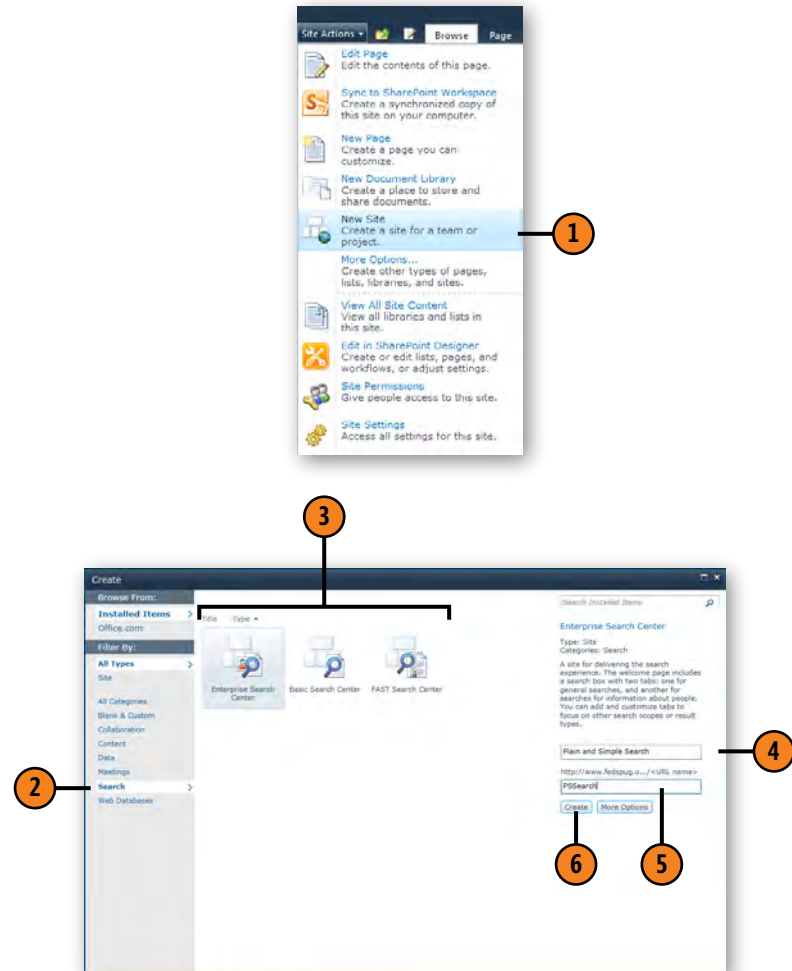 Site Actions Browse Page
Edit Page
Edit the contents of this page.
Sync to SharePoint Workspace
Create a synchronized copy of
this site on your computer.
New Page
Create a page you can
customize.
New Document Library
Create a place to store and
share documents.
New Site
Create a site for a team or
project.
1
More Options...
Create other types of pages,
lists, libraries, and sites.
View All Site Content
View all libraries and lists in
this site.
Edit in SharePoint Designer
Create or edit lists, pages, and
workflows, or adjust settings.
Site Permissions
Give people access to this site.
Site Settings
Access all settings for this site.
3
Create
Browse From:
Installed Items
Office.com
Filter By:
All Types
Site
All Categories
Blank & Custom
Collaboration
Content
Data
Meetings
2
Search
Web Databases
Title Type
Enterprise Search
Center
Basic Search Center
FAST Search Center
Search Installed Items
Enterprise Search Center
Type: Site
Categories: Search
A site for delivering the search
experience. The welcome page includes
a search box with two tabs: one for
general searches, and another for
searches for information about people.
You can add and customize tabs to
focus on other search scopes or result
types.
Plain and Simple Search
4
http://www.fedspug.o.../<URL name>
PSSearch
Create More Options
6
5